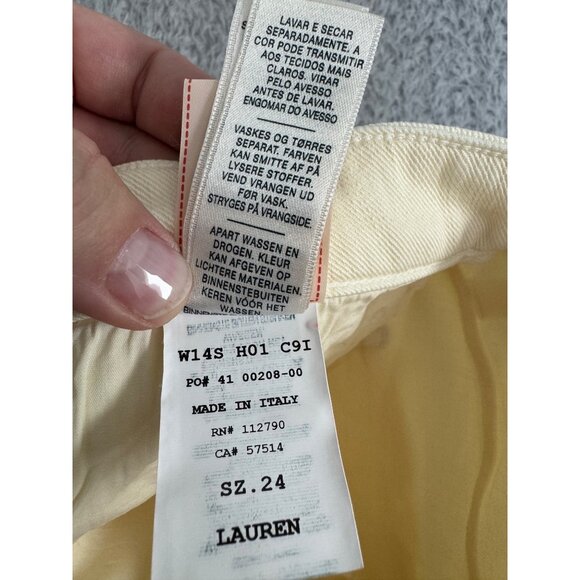 LAVAR E SECAR
SEPARADAMENTE. A
COR PODE TRANSMITIR
AOS TECIDOS MAIS
CLAROS. VIRAR
PELO AVESSO
ANTES DE LAVAR.
ENGOMAR DO AVESSO
VASKES OG TØRRES
SEPARAT. FARVEN
KAN SMITTE AF PÅ
LYSERE STOFFER.
VEND VRANGEN UD
FØR VASK.
STRYGES PÅ VRANGSIDE.
APART WASSEN EN
DROGEN. KLEUR
KAN AFGEVEN OP
LICHTERE MATERIALEN.
BINNENSTEBUITEN
KEREN VÓÓR HET
WASSEN.
W14S H01 C9I
PO# 41 00208-00
MADE IN ITALY
RN# 112790
CA# 57514
SZ.24
LAUREN